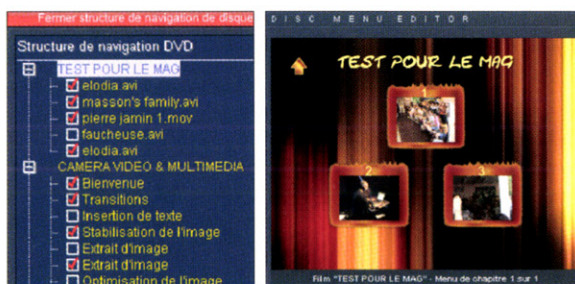 Fermer structure de navigation de disque
Structure de navigation DVD
TEST POUR LE MAG
elodia.avi
masson's family.avi
pierre jamin 1.mov
faucheuse.avi
elodia.avi
CAMERA VIDEO & MULTIMEDIA
Bienvenue
Transitions
Insertion de texte
Stabilisation de l'image
Extrait d'image
Extrait d'image
Optimisation de l'image
DISC MENU EDITOR
TEST POUR LE MAG
1
2
3
Film "TEST POUR LE MAG" - Menu de chapitre 1 sur 1